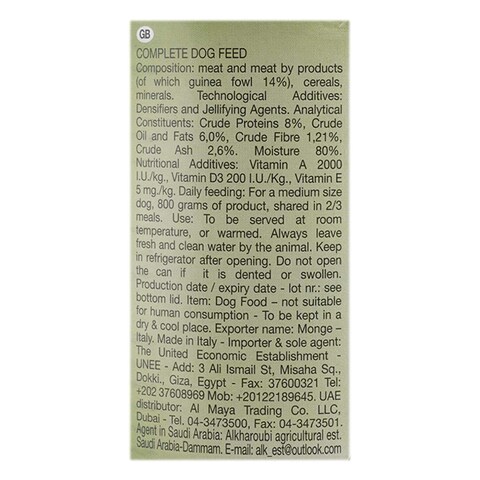 GB
COMPLETE DOG FEED
Composition: meat and meat by products
(of which guinea fowl 14%), cereals,
minerals. Technological Additives:
Densifiers and Jellifying Agents. Analytical
Constituents: Crude Proteins 8%, Crude
Oil and Fats 6,0%, Crude Fibre 1,21%,
Crude Ash 2,6%. Moisture 80%.
Nutritional Additives: Vitamin A 2000
I.U./kg., Vitamin D3 200 I.U./Kg., Vitamin E
5 mg./kg. Daily feeding: For a medium size
dog, 800 grams of product, shared in 2/3
meals. Use: To be served at room
temperature, or warmed. Always leave
fresh and clean water by the animal. Keep
in refrigerator after opening. Do not open
the can if it is dented or swollen.
Production date / expiry date - lot nr.: see
bottom lid. Item: Dog Food – not suitable
for human consumption - To be kept in a
dry & cool place. Exporter name: Monge –
Italy. Made in Italy - Importer & sole agent:
The United Economic Establishment -
UNEE - Add: 3 Ali Ismail St, Misaha Sq.,
Dokki., Giza, Egypt - Fax: 37600321 Tel:
+202 37608969 Mob: +20122189645. UAE
distributor: Al Maya Trading Co. LLC,
Dubai - Tel. 04-3473500, Fax: 04-3473501.
Agent in Saudi Arabia: Alkharoubi agricultural est.
Saudi Arabia-Dammam. E-mail: alk_est@outlook.com